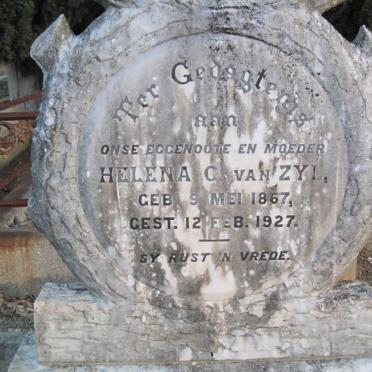 Ter Gedagtenis
aan
ONSE EGGENOOTE EN MOEDER
HELENA C. VAN ZYL,
GEB. 9 MEI 1867,
GEST. 12 FEB. 1927.
SY RUST IN VREDE.